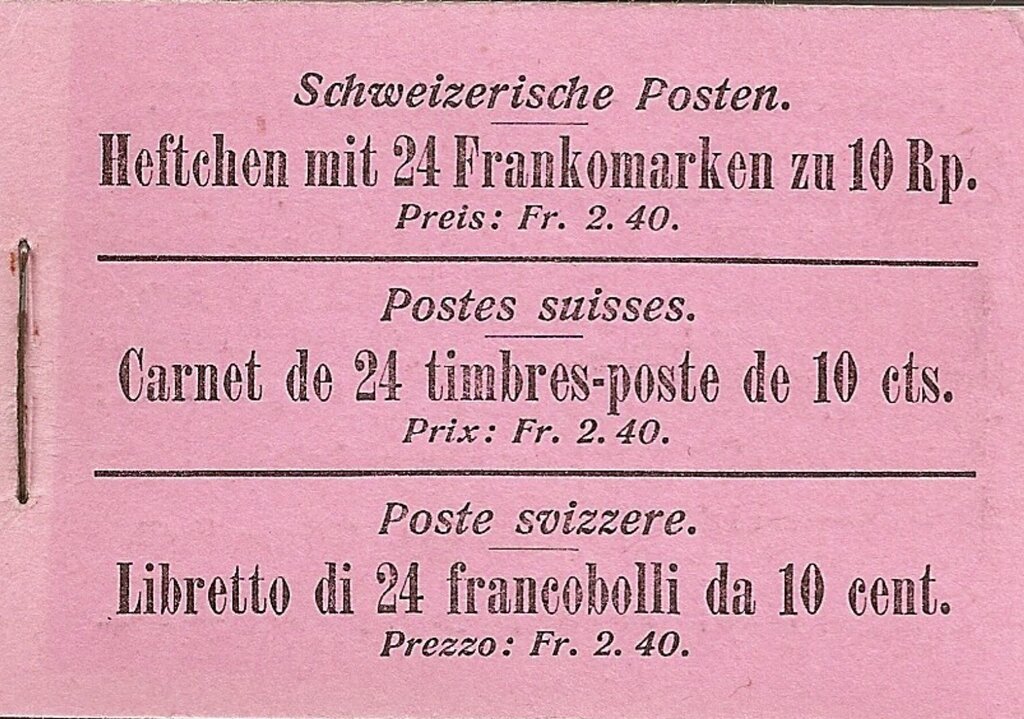 Schweizerische Posten.
Heftchen mit 24 Frankomarken zu 10 Rp.
Preis: Fr. 2.40.
Postes suisses.
Carnet de 24 timbres-poste de 10 cts.
Prix: Fr. 2.40.
Poste svizzere.
Libretto di 24 francobolli da 10 cent.
Prezzo: Fr. 2.40.